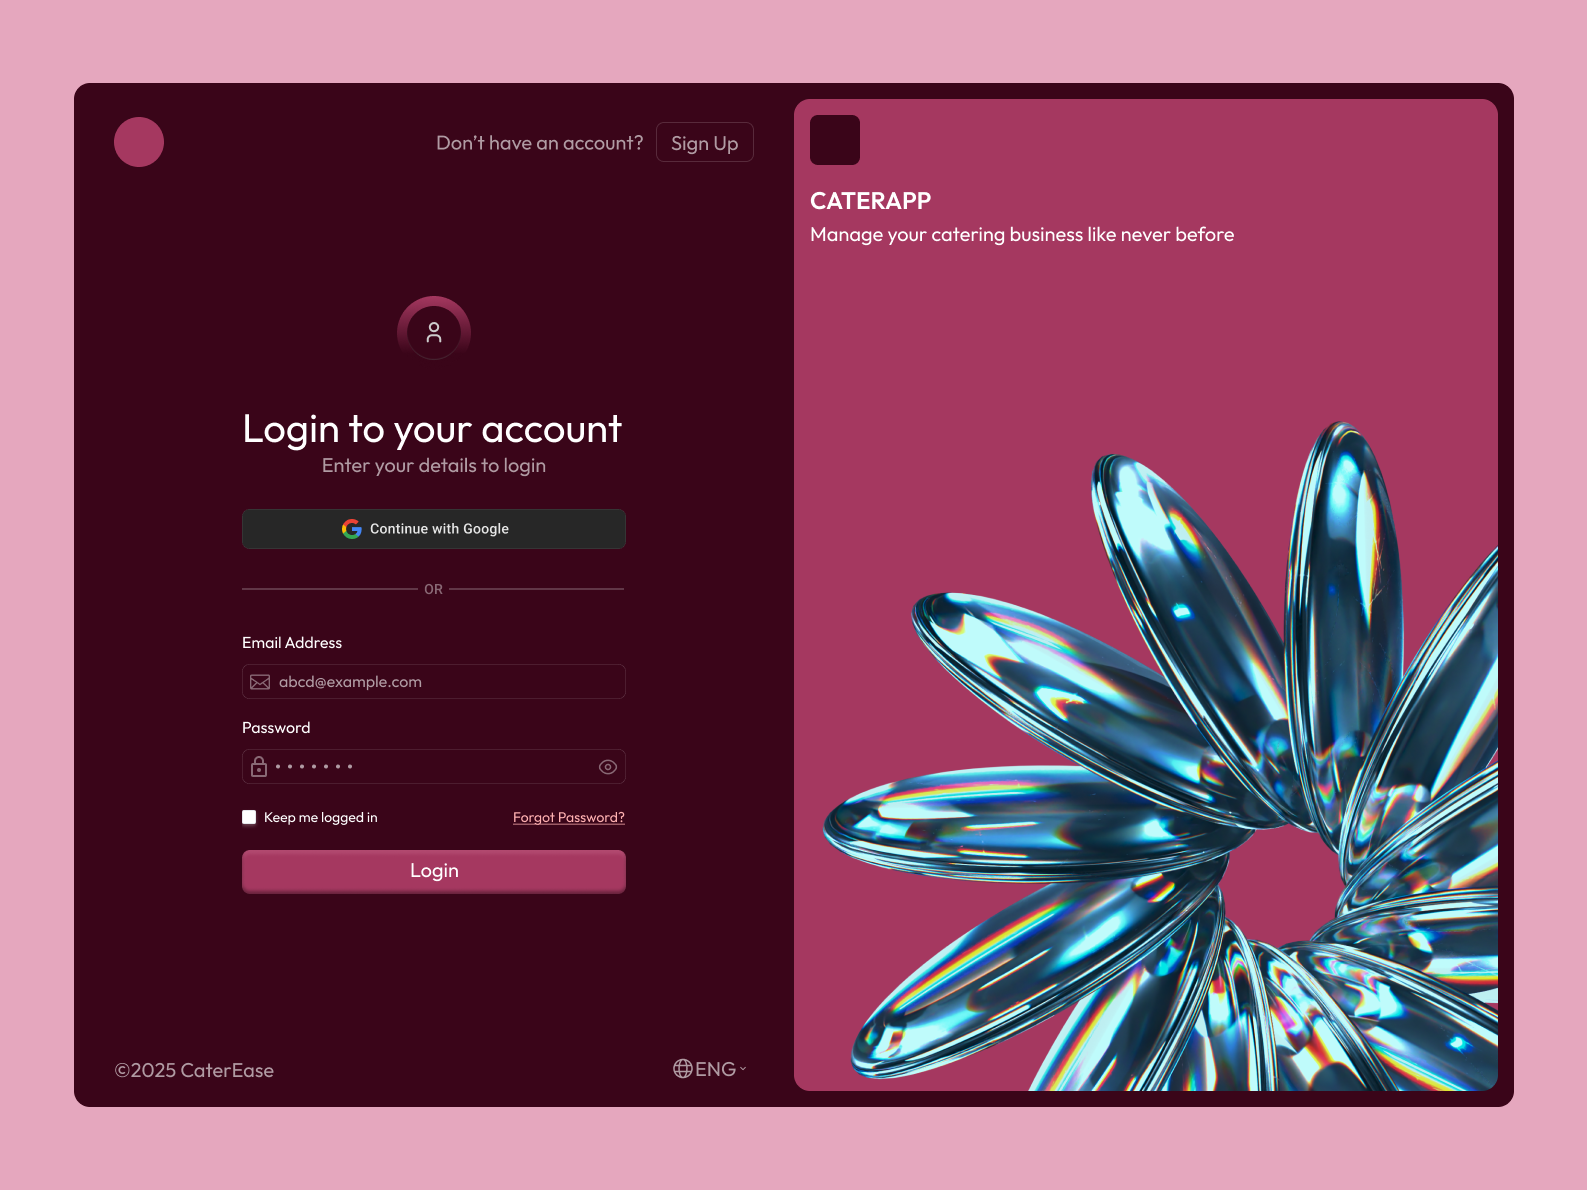 Don’t have an account?
Sign Up
Login to your account
Enter your details to login
Continue with Google
OR
Email Address
abcd@example.com
Password
Keep me logged in
Forgot Password?
Login
©2025 CaterEase
ENG
CATERAPP
Manage your catering business like never before